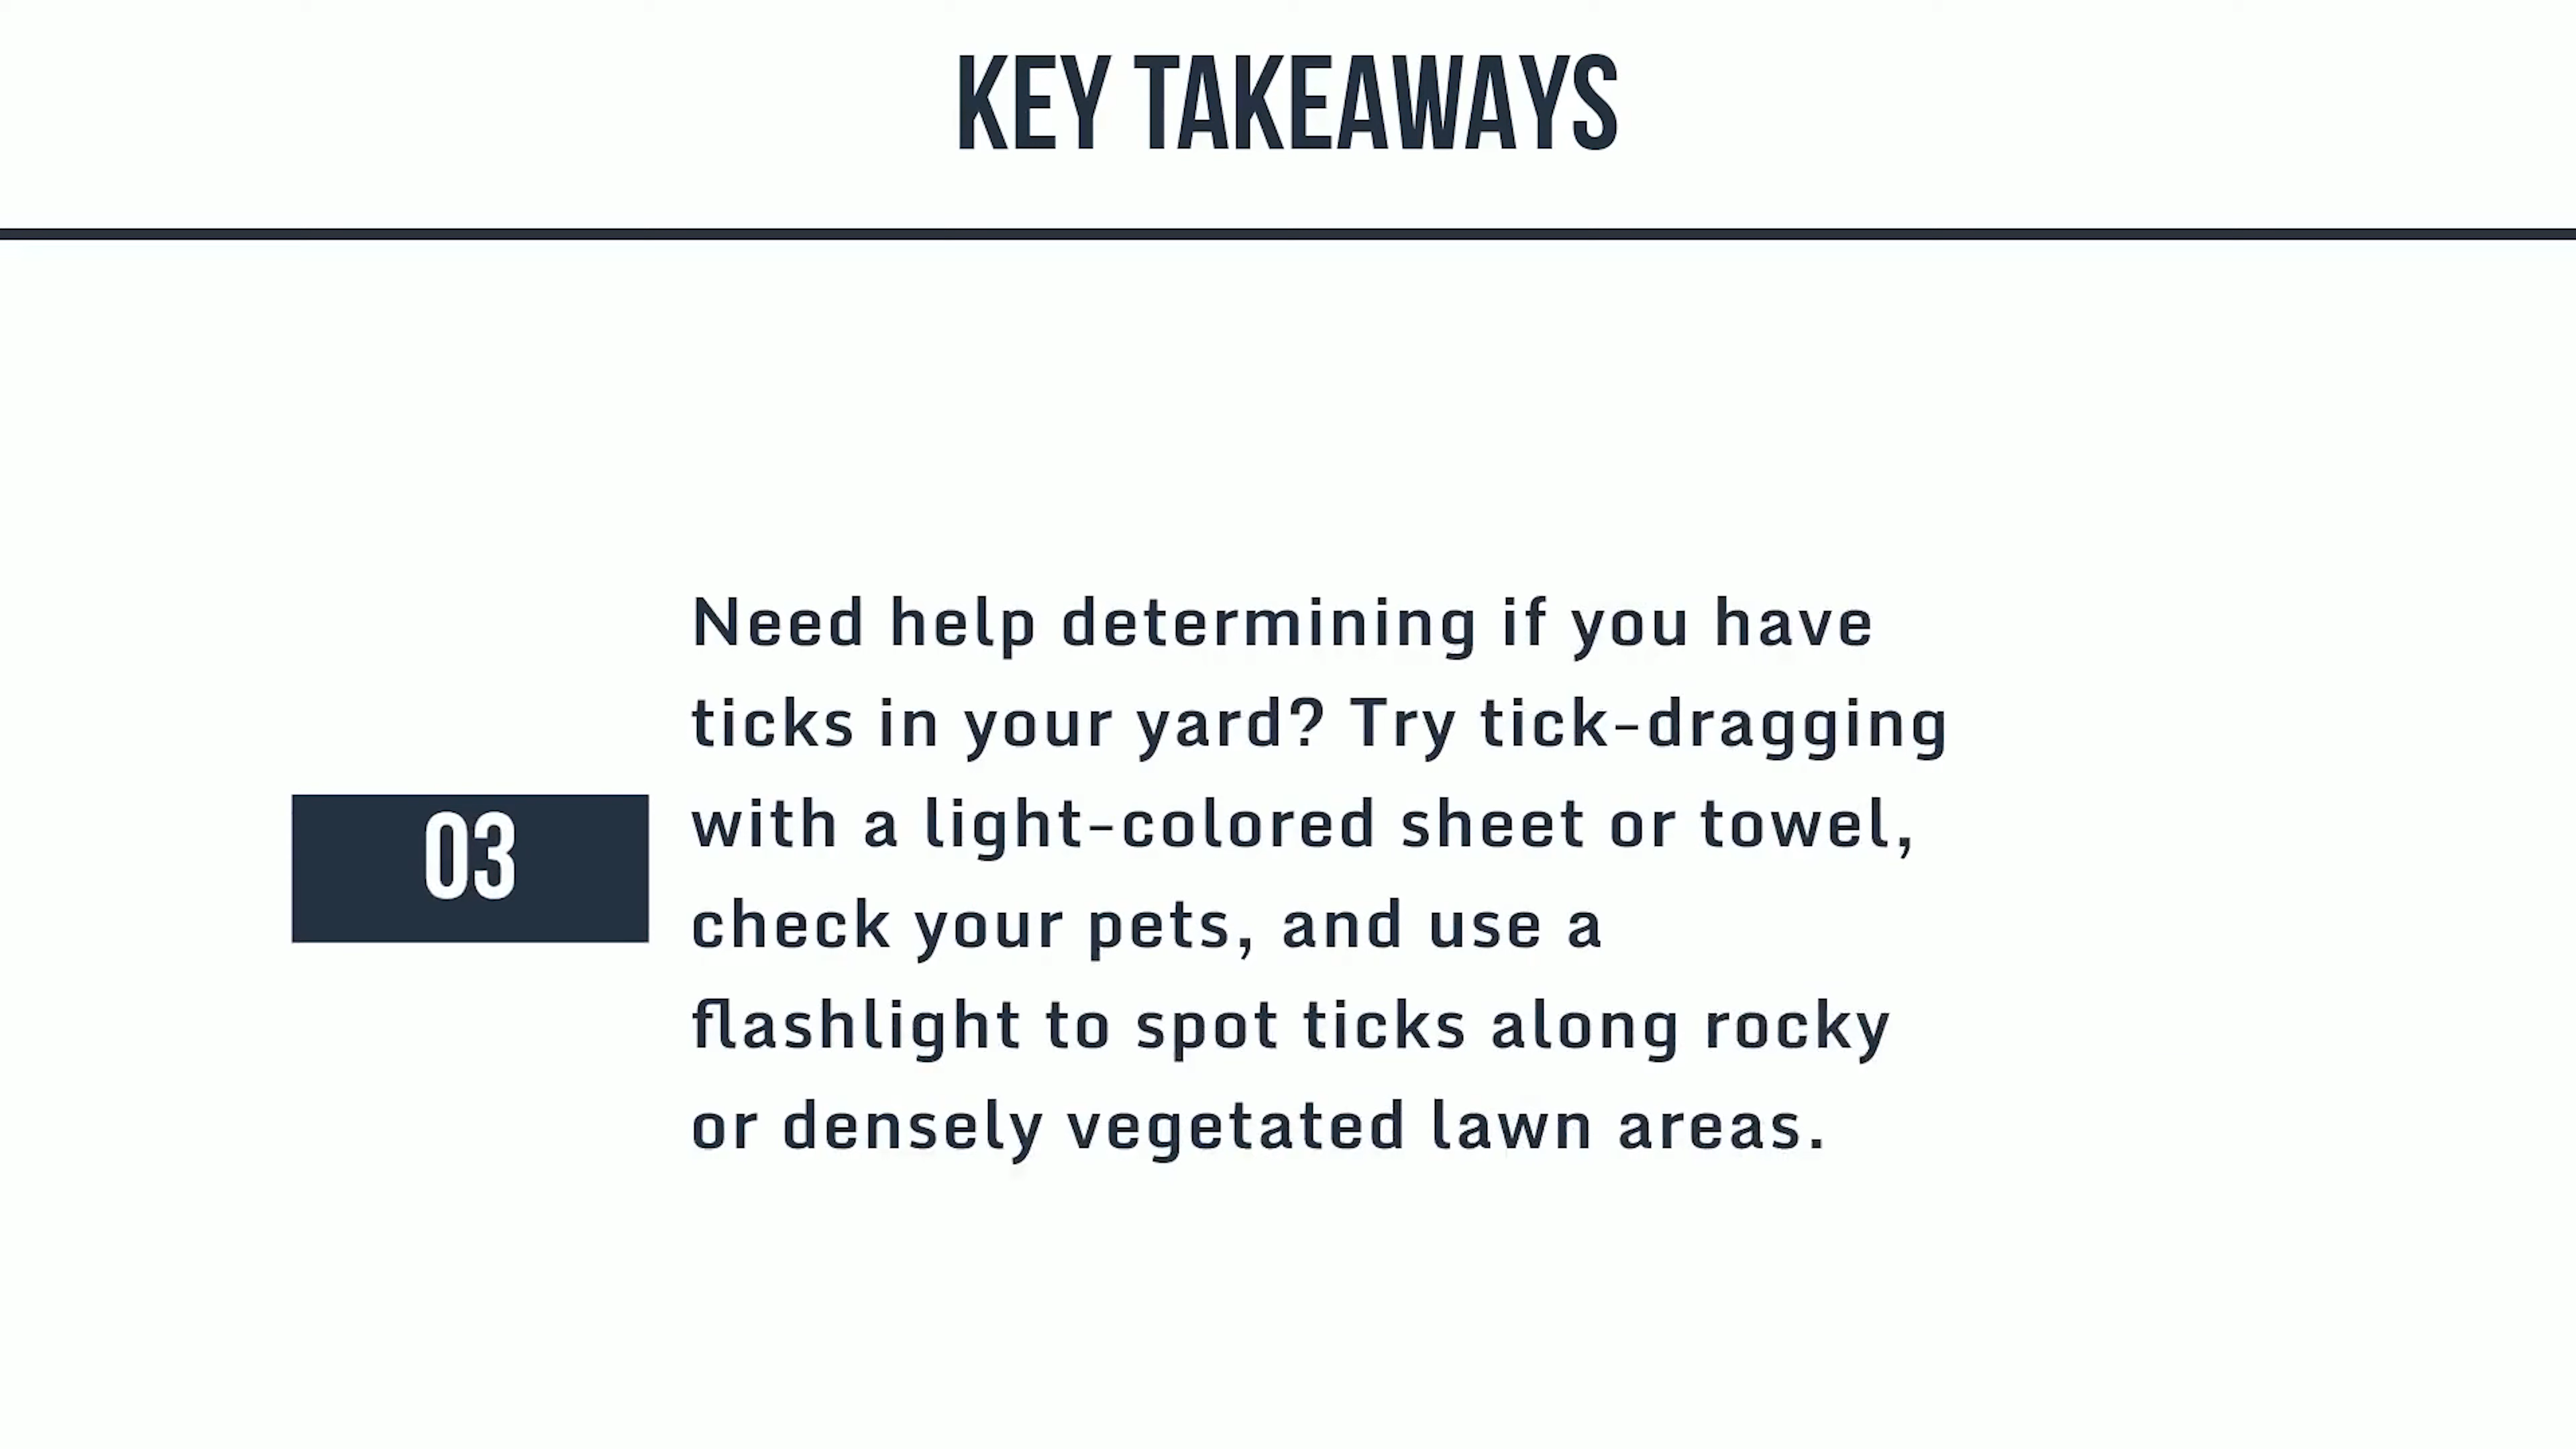 KEY TAKEAWAYS
03
Need help determining if you have
ticks in your yard? Try tick-dragging
with a light-colored sheet or towel,
check your pets, and use a
flashlight to spot ticks along rocky
or densely vegetated lawn areas.